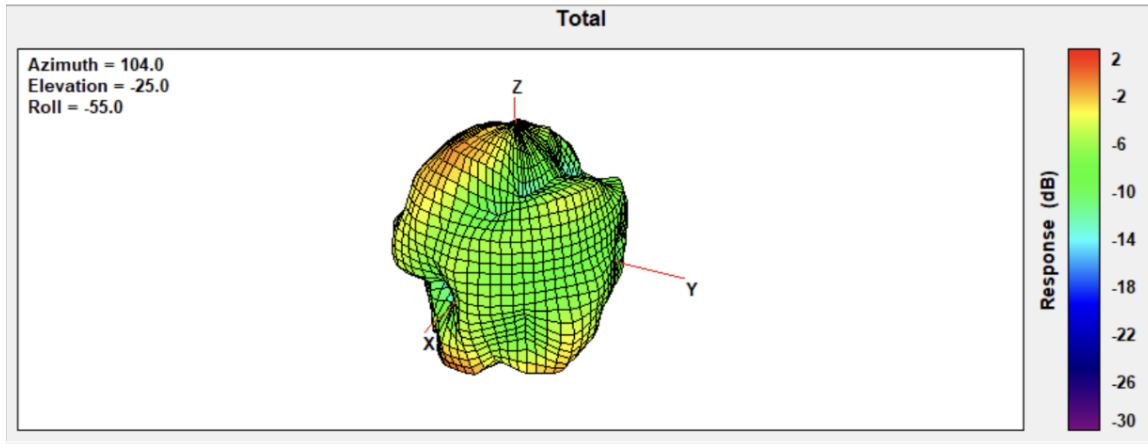 Total
Azimuth = 104.0
Elevation = -25.0
Roll = -55.0
Z
Y
X
2
-2
-6
-10
-14
-18
-22
-26
-30
Response (dB)